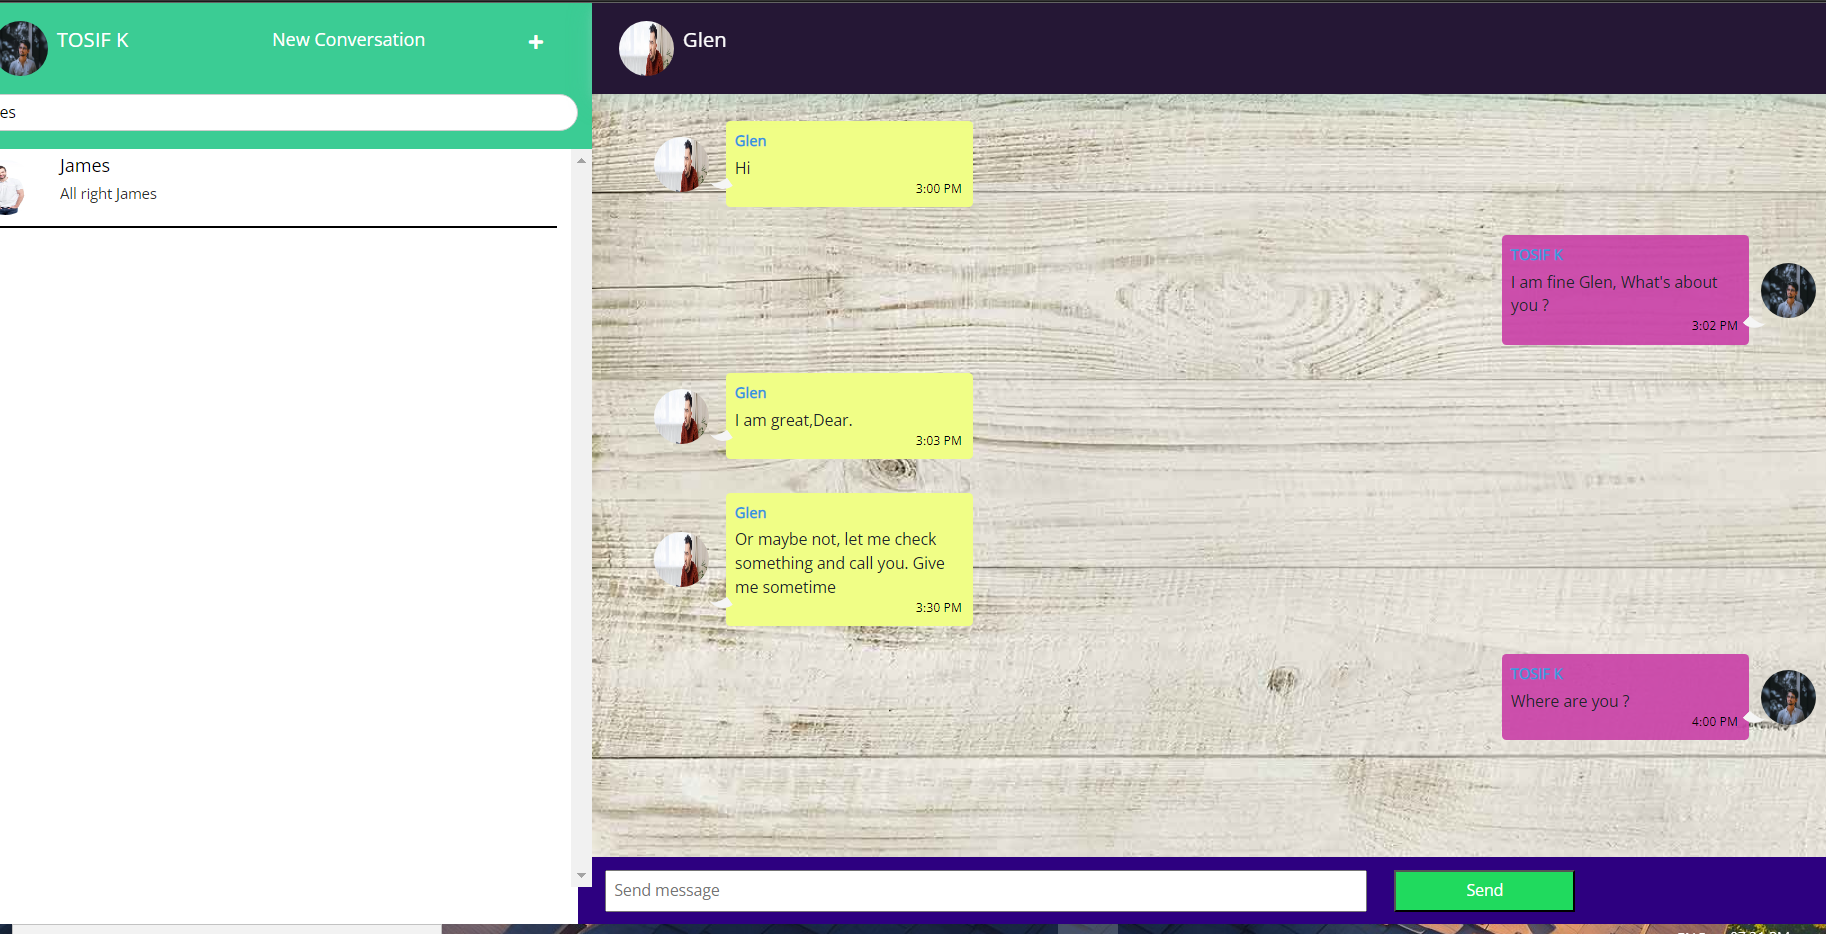 TOSIF K
New Conversation
+
es
James
All right James
Glen
Glen
Hi
3:00 PM
TOSIF K
I am fine Glen, What's about
you ?
3:02 PM
Glen
I am great,Dear.
3:03 PM
Glen
Or maybe not, let me check
something and call you. Give
me sometime
3:30 PM
TOSIF K
Where are you ?
4:00 PM
Send message
Send